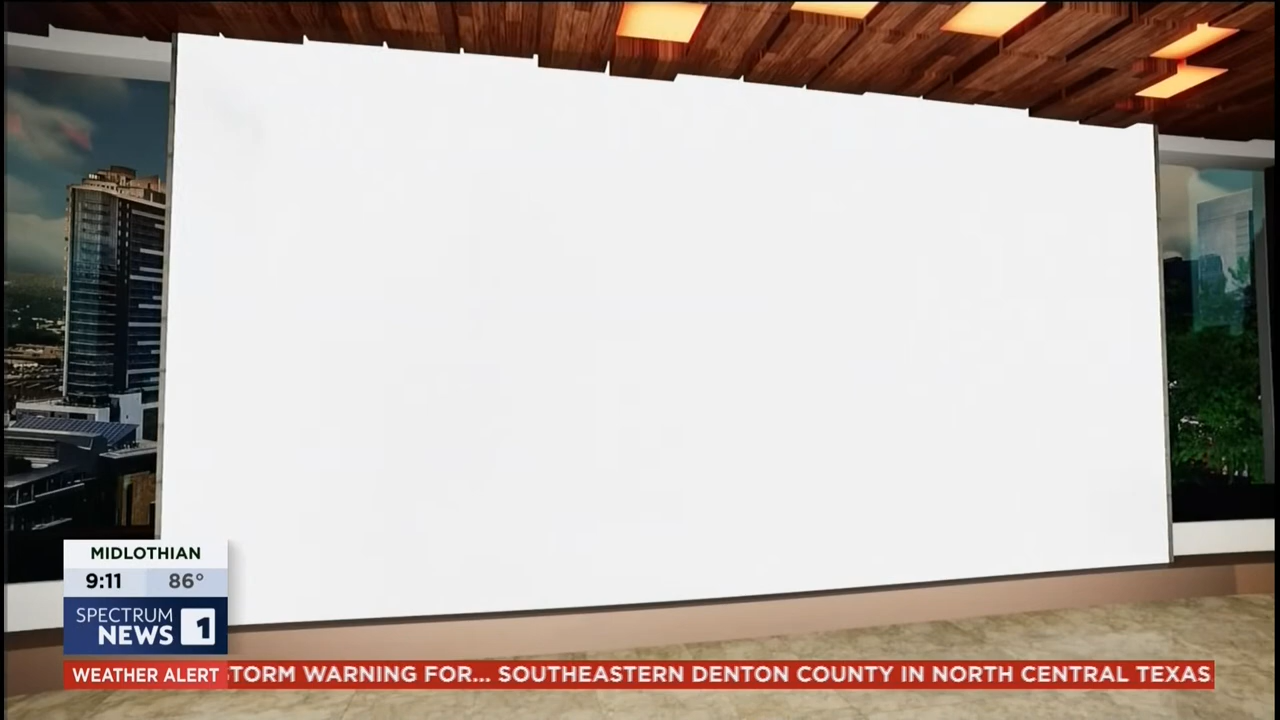 MIDLOTHIAN
9:11 86°
SPECTRUM
NEWS 1
WEATHER ALERT TORM WARNING FOR... SOUTHEASTERN DENTON COUNTY IN NORTH CENTRAL TEXAS